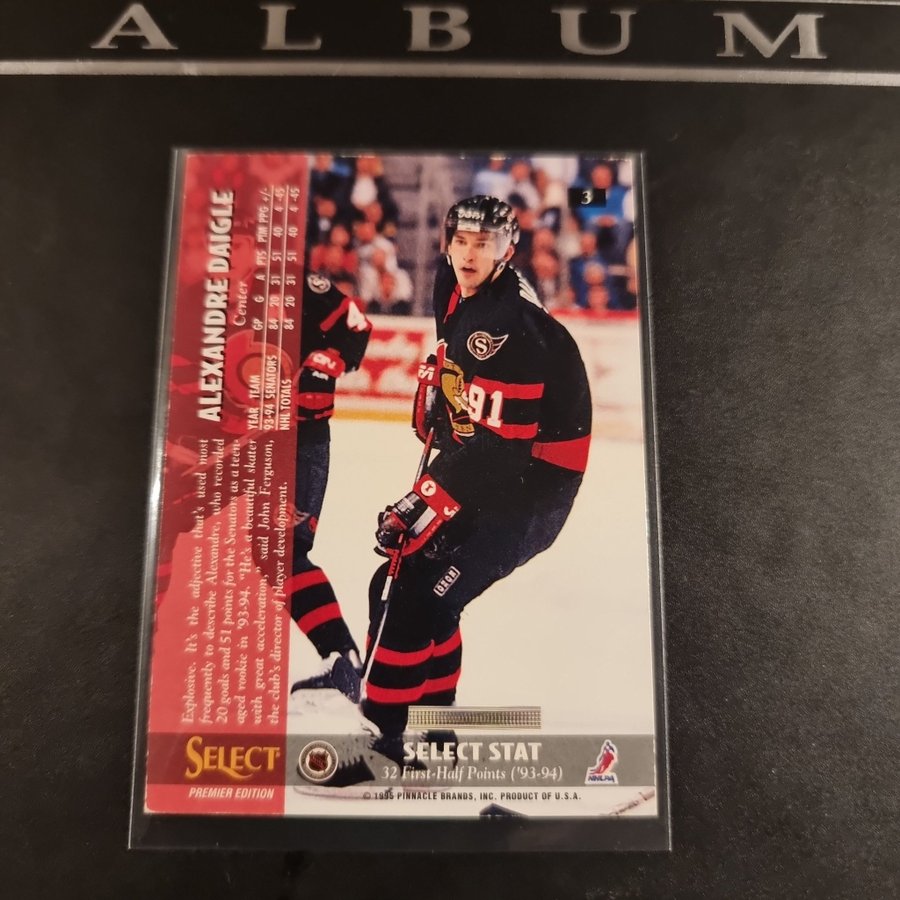 ALBUM
3
ALEXANDRE DAIGLE
Center
YEAR TEAM GP G A PTS PIM PPG +/-
93-94 SENATORS 84 20 31 51 40 4 -45
NHL TOTALS 84 20 31 51 40 4 -45
Explosive. It's the adjective that's used most
frequently to describe Alexandre, who recorded
20 goals and 51 points for the Senators as a teen-
aged rookie in '93-94. "He's a beautiful skater
with great acceleration," said John Ferguson,
the club's director of player development.
S
91
4
SELECT
PREMIER EDITION
SELECT STAT
32 First-Half Points ('93-94)
NHLPA
© 1995 PINNACLE BRANDS, INC. PRODUCT OF U.S.A.